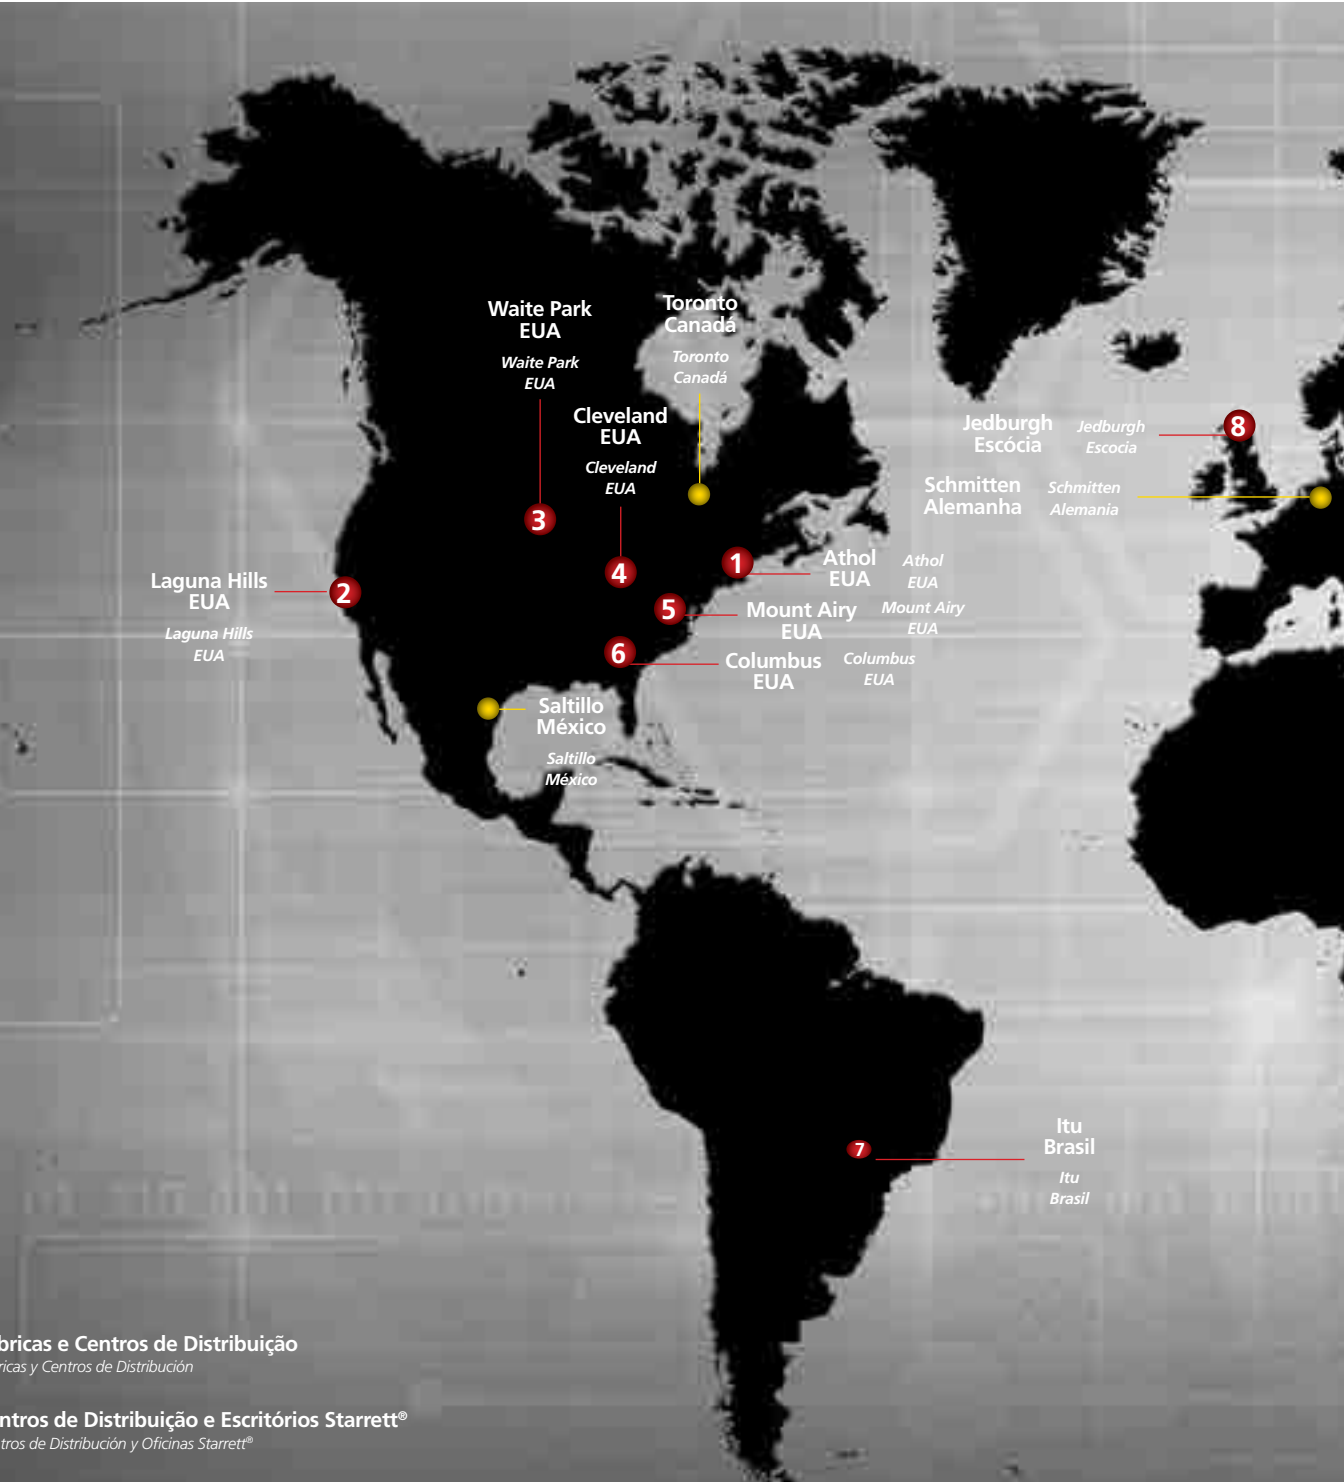 Waite Park
EUA
Waite Park
EUA
Toronto
Canadá
Toronto
Canadá
Cleveland
EUA
Cleveland
EUA
3
4
1
5
6
2
Laguna Hills
EUA
Laguna Hills
EUA
Jedburgh
Escócia
Jedburgh
Escocia
8
Schmitten
Alemanha
Schmitten
Alemania
Athol
EUA
Athol
EUA
Mount Airy
EUA
Mount Airy
EUA
Columbus
EUA
Columbus
EUA
Saltillo
México
Saltillo
México
7
Itu
Brasil
Itu
Brasil
bricas e Centros de Distribuição
ricas y Centros de Distribución
ntros de Distribuição e Escritórios Starrett®
tros de Distribución y Oficinas Starrett®